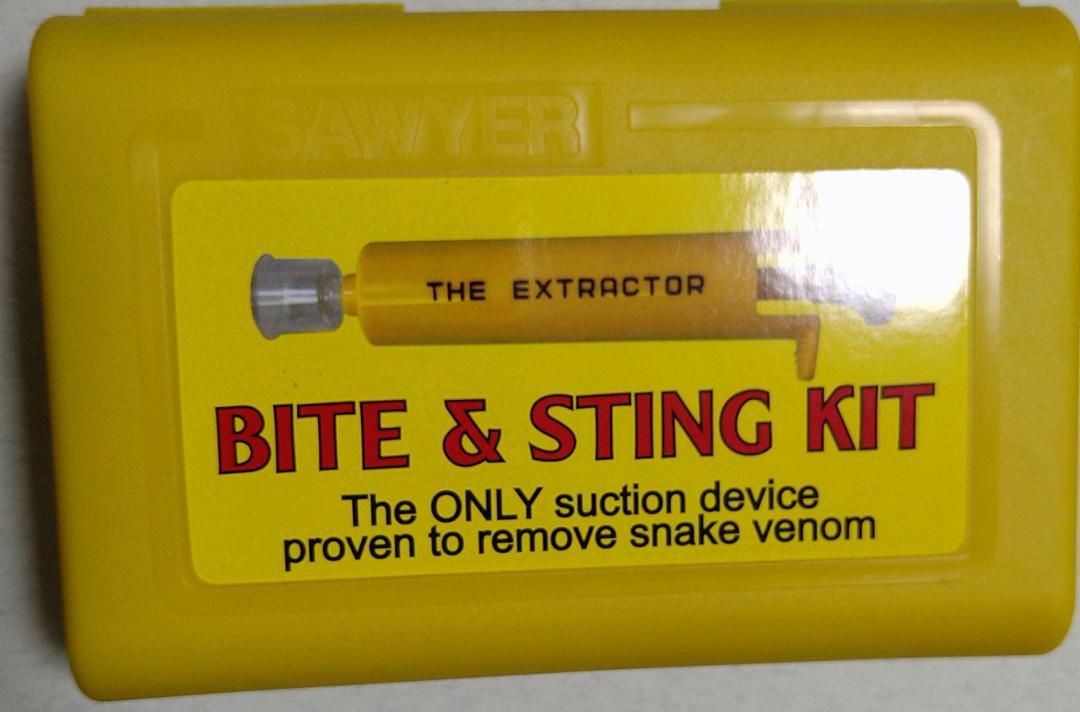 SAWYER
THE EXTRACTOR
BITE & STING KIT
The ONLY suction device
proven to remove snake venom